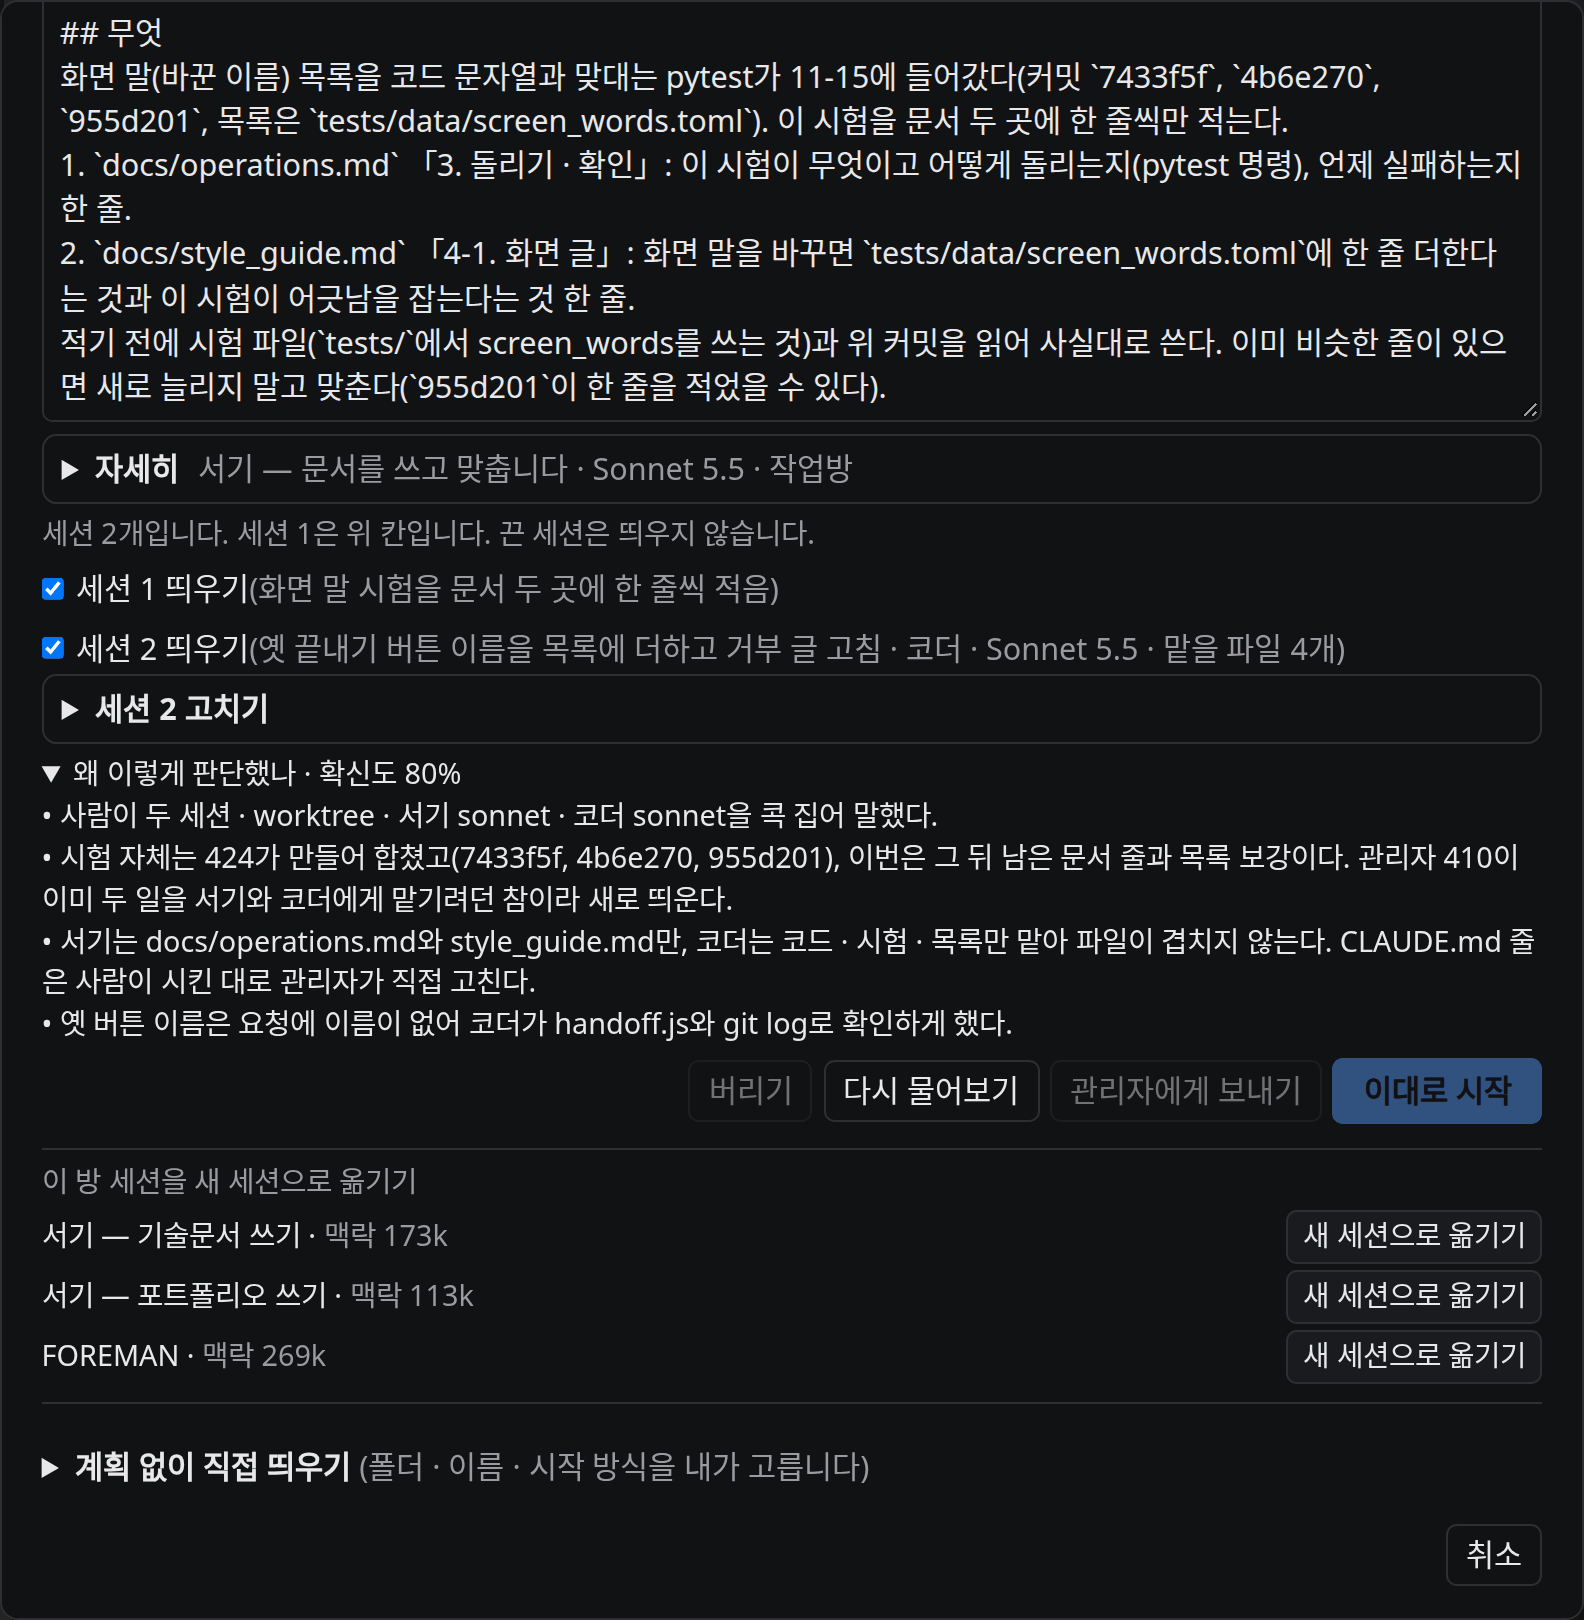 ## 무엇
화면 말(바꾼 이름) 목록을 코드 문자열과 맞대는 pytest가 11-15에 들어갔다(커밋 `7433f5f`, `4b6e270`,
`955d201`, 목록은 `tests/data/screen_words.toml`). 이 시험을 문서 두 곳에 한 줄씩만 적는다.
1. `docs/operations.md` 「3. 돌리기 · 확인」: 이 시험이 무엇이고 어떻게 돌리는지(pytest 명령), 언제 실패하는지
한 줄.
2. `docs/style_guide.md` 「4-1. 화면 글」: 화면 말을 바꾸면 `tests/data/screen_words.toml`에 한 줄 더한다
는 것과 이 시험이 어긋남을 잡는다는 것 한 줄.
적기 전에 시험 파일(`tests/`에서 screen_words를 쓰는 것)과 위 커밋을 읽어 사실대로 쓴다. 이미 비슷한 줄이 있으
면 새로 늘리지 말고 맞춘다(`955d201`이 한 줄을 적었을 수 있다).
▶ 자세히 서기 — 문서를 쓰고 맞춥니다 · Sonnet 5.5 · 작업방
세션 2개입니다. 세션 1은 위 칸입니다. 끈 세션은 띄우지 않습니다.
세션 1 띄우기(화면 말 시험을 문서 두 곳에 한 줄씩 적음)
세션 2 띄우기(옛 끝내기 버튼 이름을 목록에 더하고 거부 글 고침 · 코더 · Sonnet 5.5 · 맡을 파일 4개)
▶ 세션 2 고치기
▼ 왜 이렇게 판단했나 · 확신도 80%
• 사람이 두 세션 · worktree · 서기 sonnet · 코더 sonnet을 콕 집어 말했다.
• 시험 자체는 424가 만들어 합쳤고(7433f5f, 4b6e270, 955d201), 이번은 그 뒤 남은 문서 줄과 목록 보강이다. 관리자 410이
이미 두 일을 서기와 코더에게 맡기려던 참이라 새로 띄운다.
• 서기는 docs/operations.md와 style_guide.md만, 코더는 코드 · 시험 · 목록만 맡아 파일이 겹치지 않는다. CLAUDE.md 줄
은 사람이 시킨 대로 관리자가 직접 고친다.
• 옛 버튼 이름은 요청에 이름이 없어 코더가 handoff.js와 git log로 확인하게 했다.
버리기 다시 물어보기 관리자에게 보내기 이대로 시작
이 방 세션을 새 세션으로 옮기기
서기 — 기술문서 쓰기 · 맥락 173k 새 세션으로 옮기기
서기 — 포트폴리오 쓰기 · 맥락 113k 새 세션으로 옮기기
FOREMAN · 맥락 269k 새 세션으로 옮기기
▶ 계획 없이 직접 띄우기 (폴더 · 이름 · 시작 방식을 내가 고릅니다)
취소